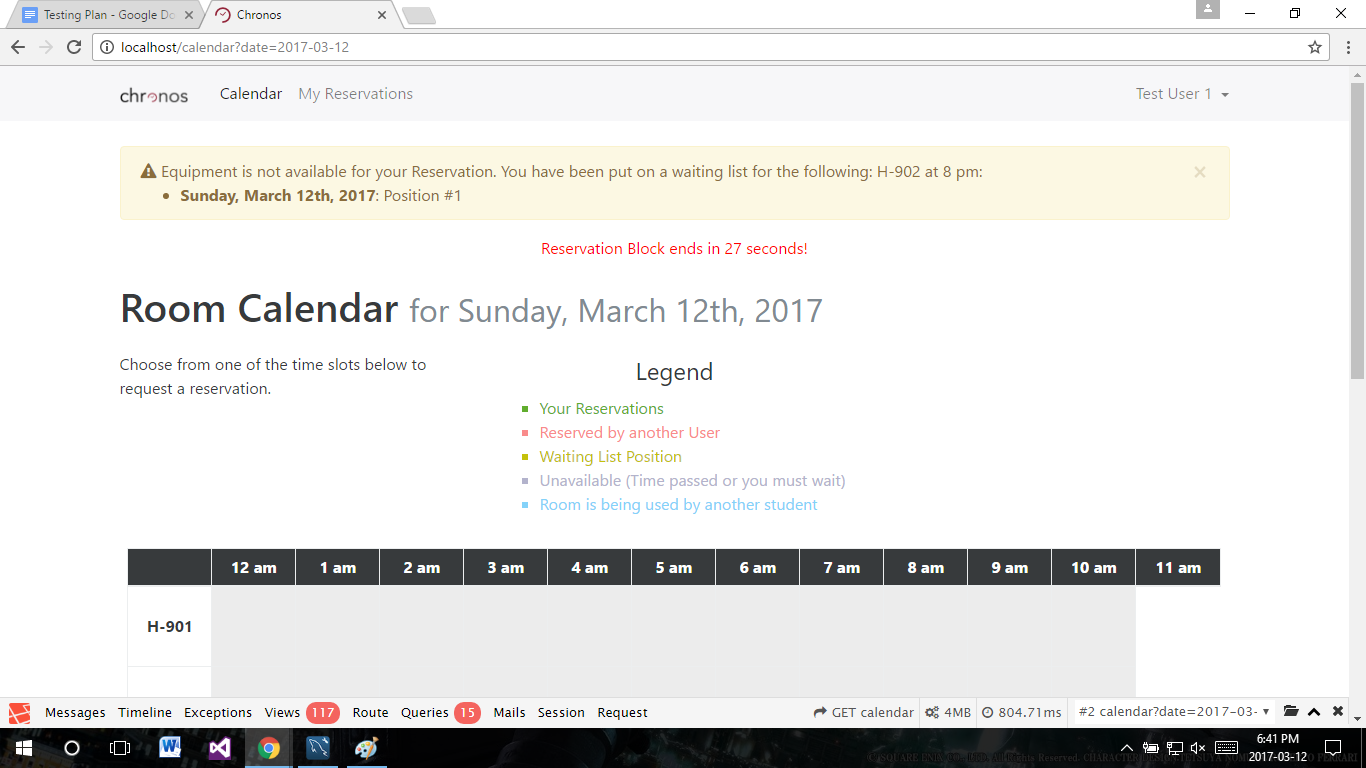 Testing Plan - Google Do
Chronos
localhost/calendar?date=2017-03-12
chronos Calendar My Reservations Test User 1
Equipment is not available for your Reservation. You have been put on a waiting list for the following: H-902 at 8 pm:
Sunday, March 12th, 2017: Position #1
Reservation Block ends in 27 seconds!
Room Calendar for Sunday, March 12th, 2017
Choose from one of the time slots below to
request a reservation.
Legend
Your Reservations
Reserved by another User
Waiting List Position
Unavailable (Time passed or you must wait)
Room is being used by another student
12 am 1 am 2 am 3 am 4 am 5 am 6 am 7 am 8 am 9 am 10 am 11 am
H-901
Messages Timeline Exceptions Views 117 Route Queries 15 Mails Session Request GET calendar 4MB 804.71ms #2 calendar?date=2017-03-
6:41 PM
2017-03-12